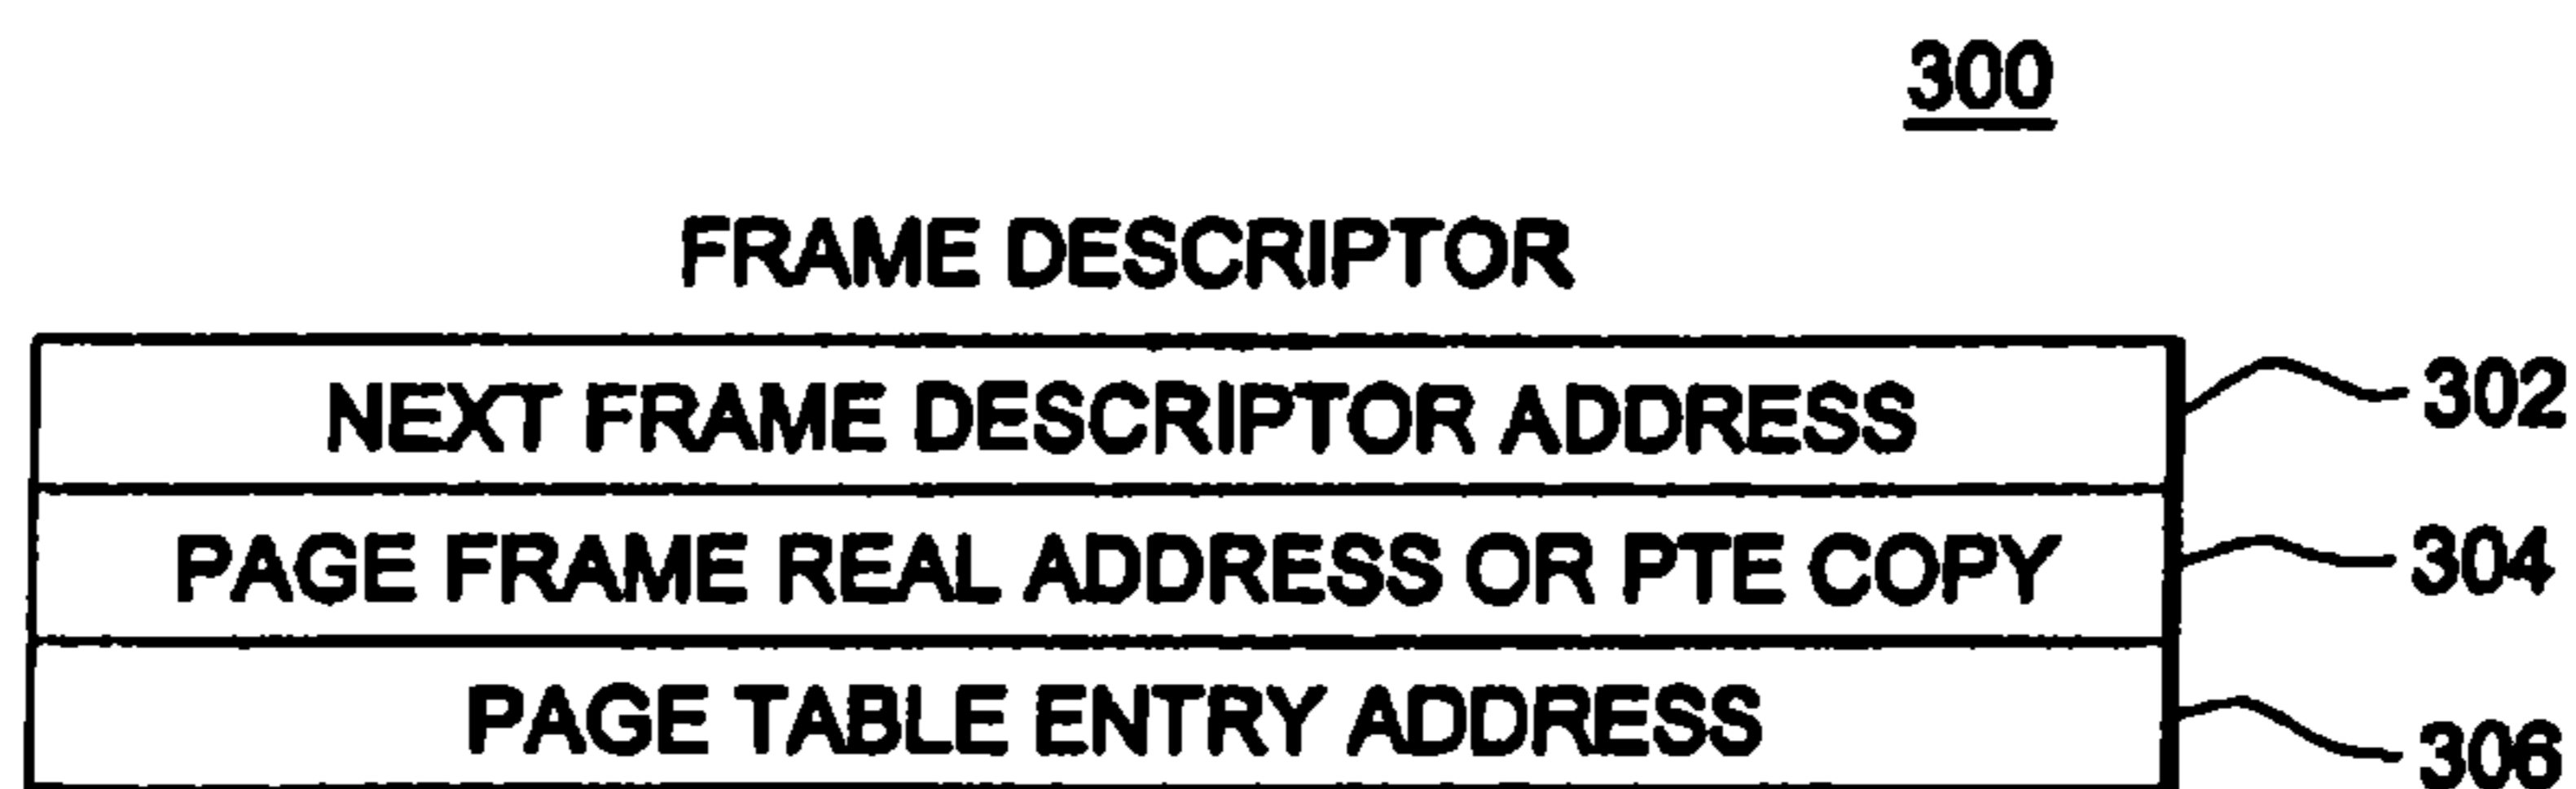 300
FRAME DESCRIPTOR
NEXT FRAME DESCRIPTOR ADDRESS 302
PAGE FRAME REAL ADDRESS OR PTE COPY 304
PAGE TABLE ENTRY ADDRESS 306